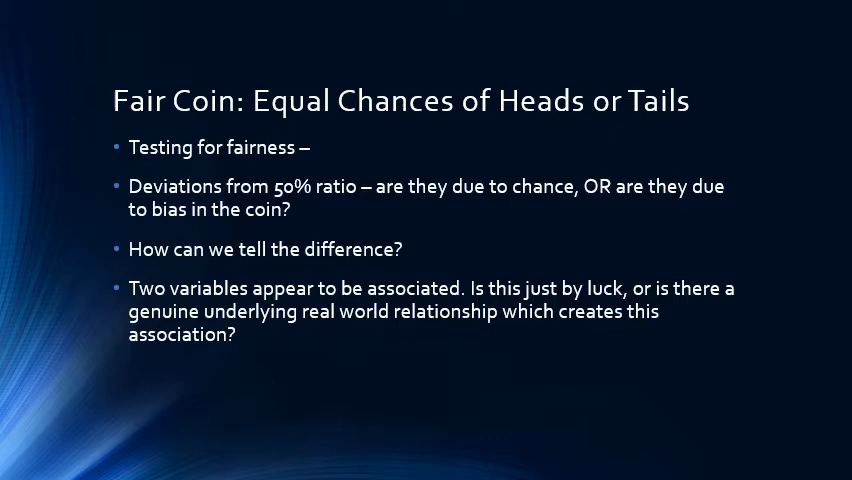 Fair Coin: Equal Chances of Heads or Tails
• Testing for fairness –
• Deviations from 50% ratio – are they due to chance, OR are they due
to bias in the coin?
• How can we tell the difference?
• Two variables appear to be associated. Is this just by luck, or is there a
genuine underlying real world relationship which creates this
association?